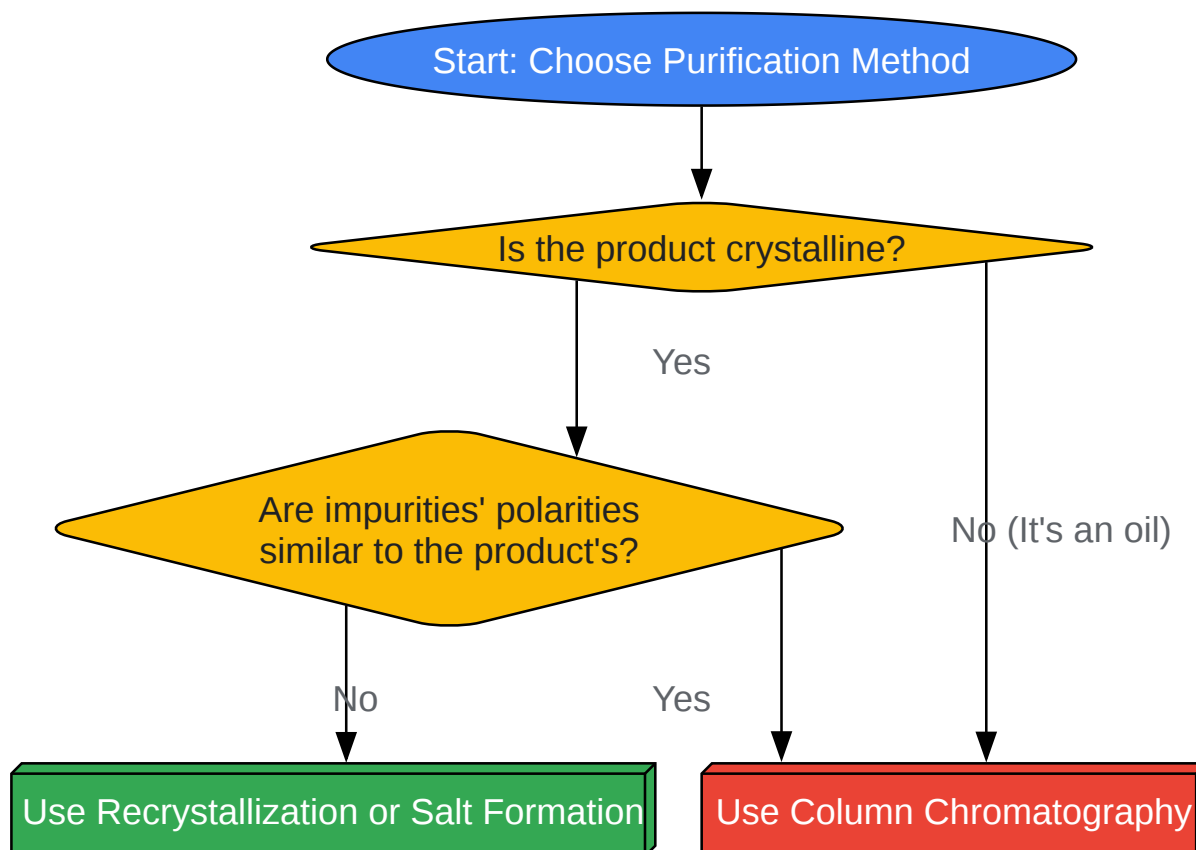 Start: Choose Purification Method
Is the product crystalline?
Yes
Are impurities' polarities
similar to the product's?
No (It's an oil)
No
Yes
Use Recrystallization or Salt Formation
Use Column Chromatography